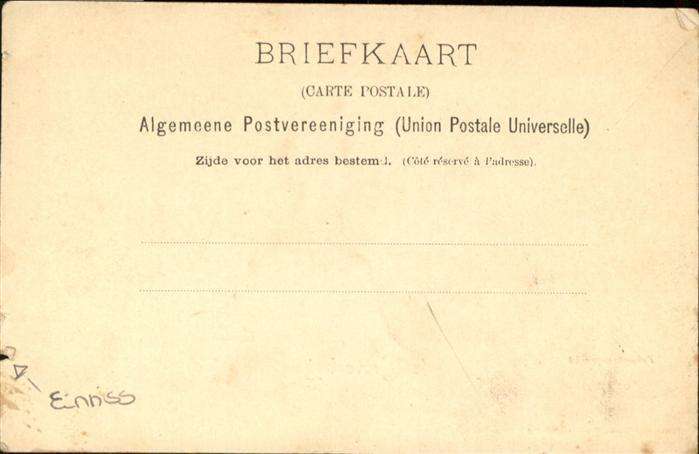 BRIEFKAART
(CARTE POSTALE)
Algemeene Postvereeniging (Union Postale Universelle)
Zijde voor het adres bestemd. (Côté réservé à l'adresse).